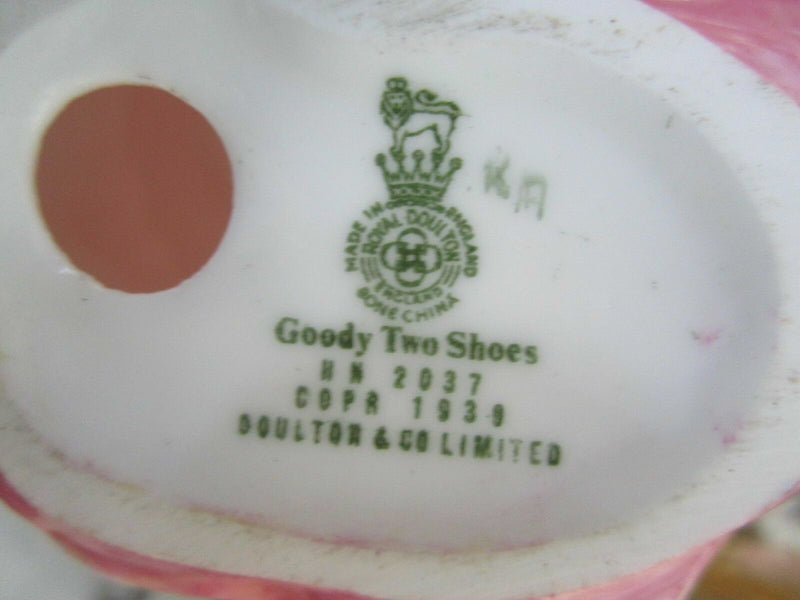 MADE IN ENGLAND
ROYAL DOULTON
ENGLAND
BONE CHINA
Goody Two Shoes
HN 2037
COPR 1939
DOULTON & CO LIMITED